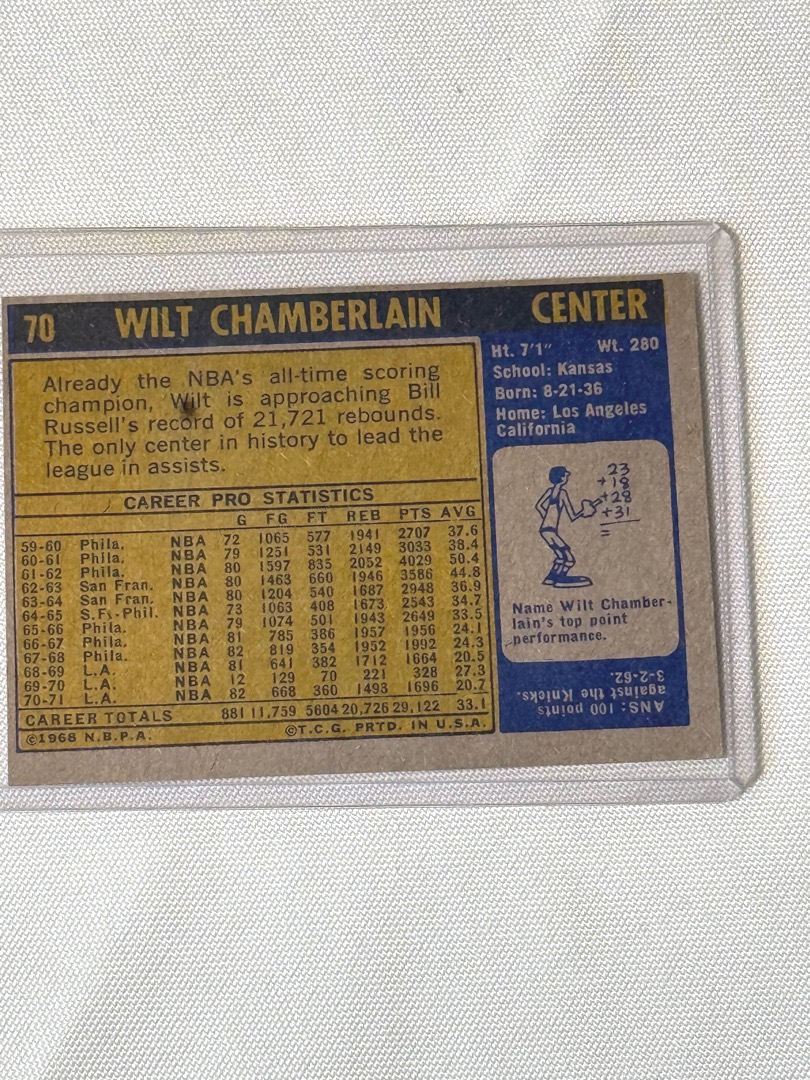 70 WILT CHAMBERLAIN CENTER
Already the NBA's all-time scoring
champion, Wilt is approaching Bill
Russell's record of 21,721 rebounds.
The only center in history to lead the
league in assists.
CAREER PRO STATISTICS
G FG FT REB PTS AVG
59-60 Phila. NBA 72 1065 577 1941 2707 37.6
60-61 Phila. NBA 79 1251 531 2149 3033 38.4
61-62 Phila. NBA 80 1597 835 2052 4029 50.4
62-63 San Fran. NBA 80 1463 660 1946 3586 44.8
63-64 San Fran. NBA 80 1204 540 1687 2948 36.9
64-65 S.F.-Phil. NBA 73 1063 408 1673 2543 34.7
65-66 Phila. NBA 79 1074 501 1943 2649 33.5
66-67 Phila. NBA 81 785 386 1957 1956 24.1
67-68 Phila. NBA 82 819 354 1952 1992 24.3
68-69 L.A. NBA 81 641 382 1712 1664 20.5
69-70 L.A. NBA 12 129 70 221 328 27.3
70-71 L.A. NBA 82 668 360 1493 1696 20.7
CAREER TOTALS 881 11,759 5604 20,726 29,122 33.1
©1968 N.B.P.A. ©T.C.G. PRTD. IN U.S.A.
Ht. 7'1" Wt. 280
School: Kansas
Born: 8-21-36
Home: Los Angeles
California
23
+18
+28
+31
=
Name Wilt Chamber-
lain's top point
performance.
ANS: 100 points
against the Knicks.
3-2-62.